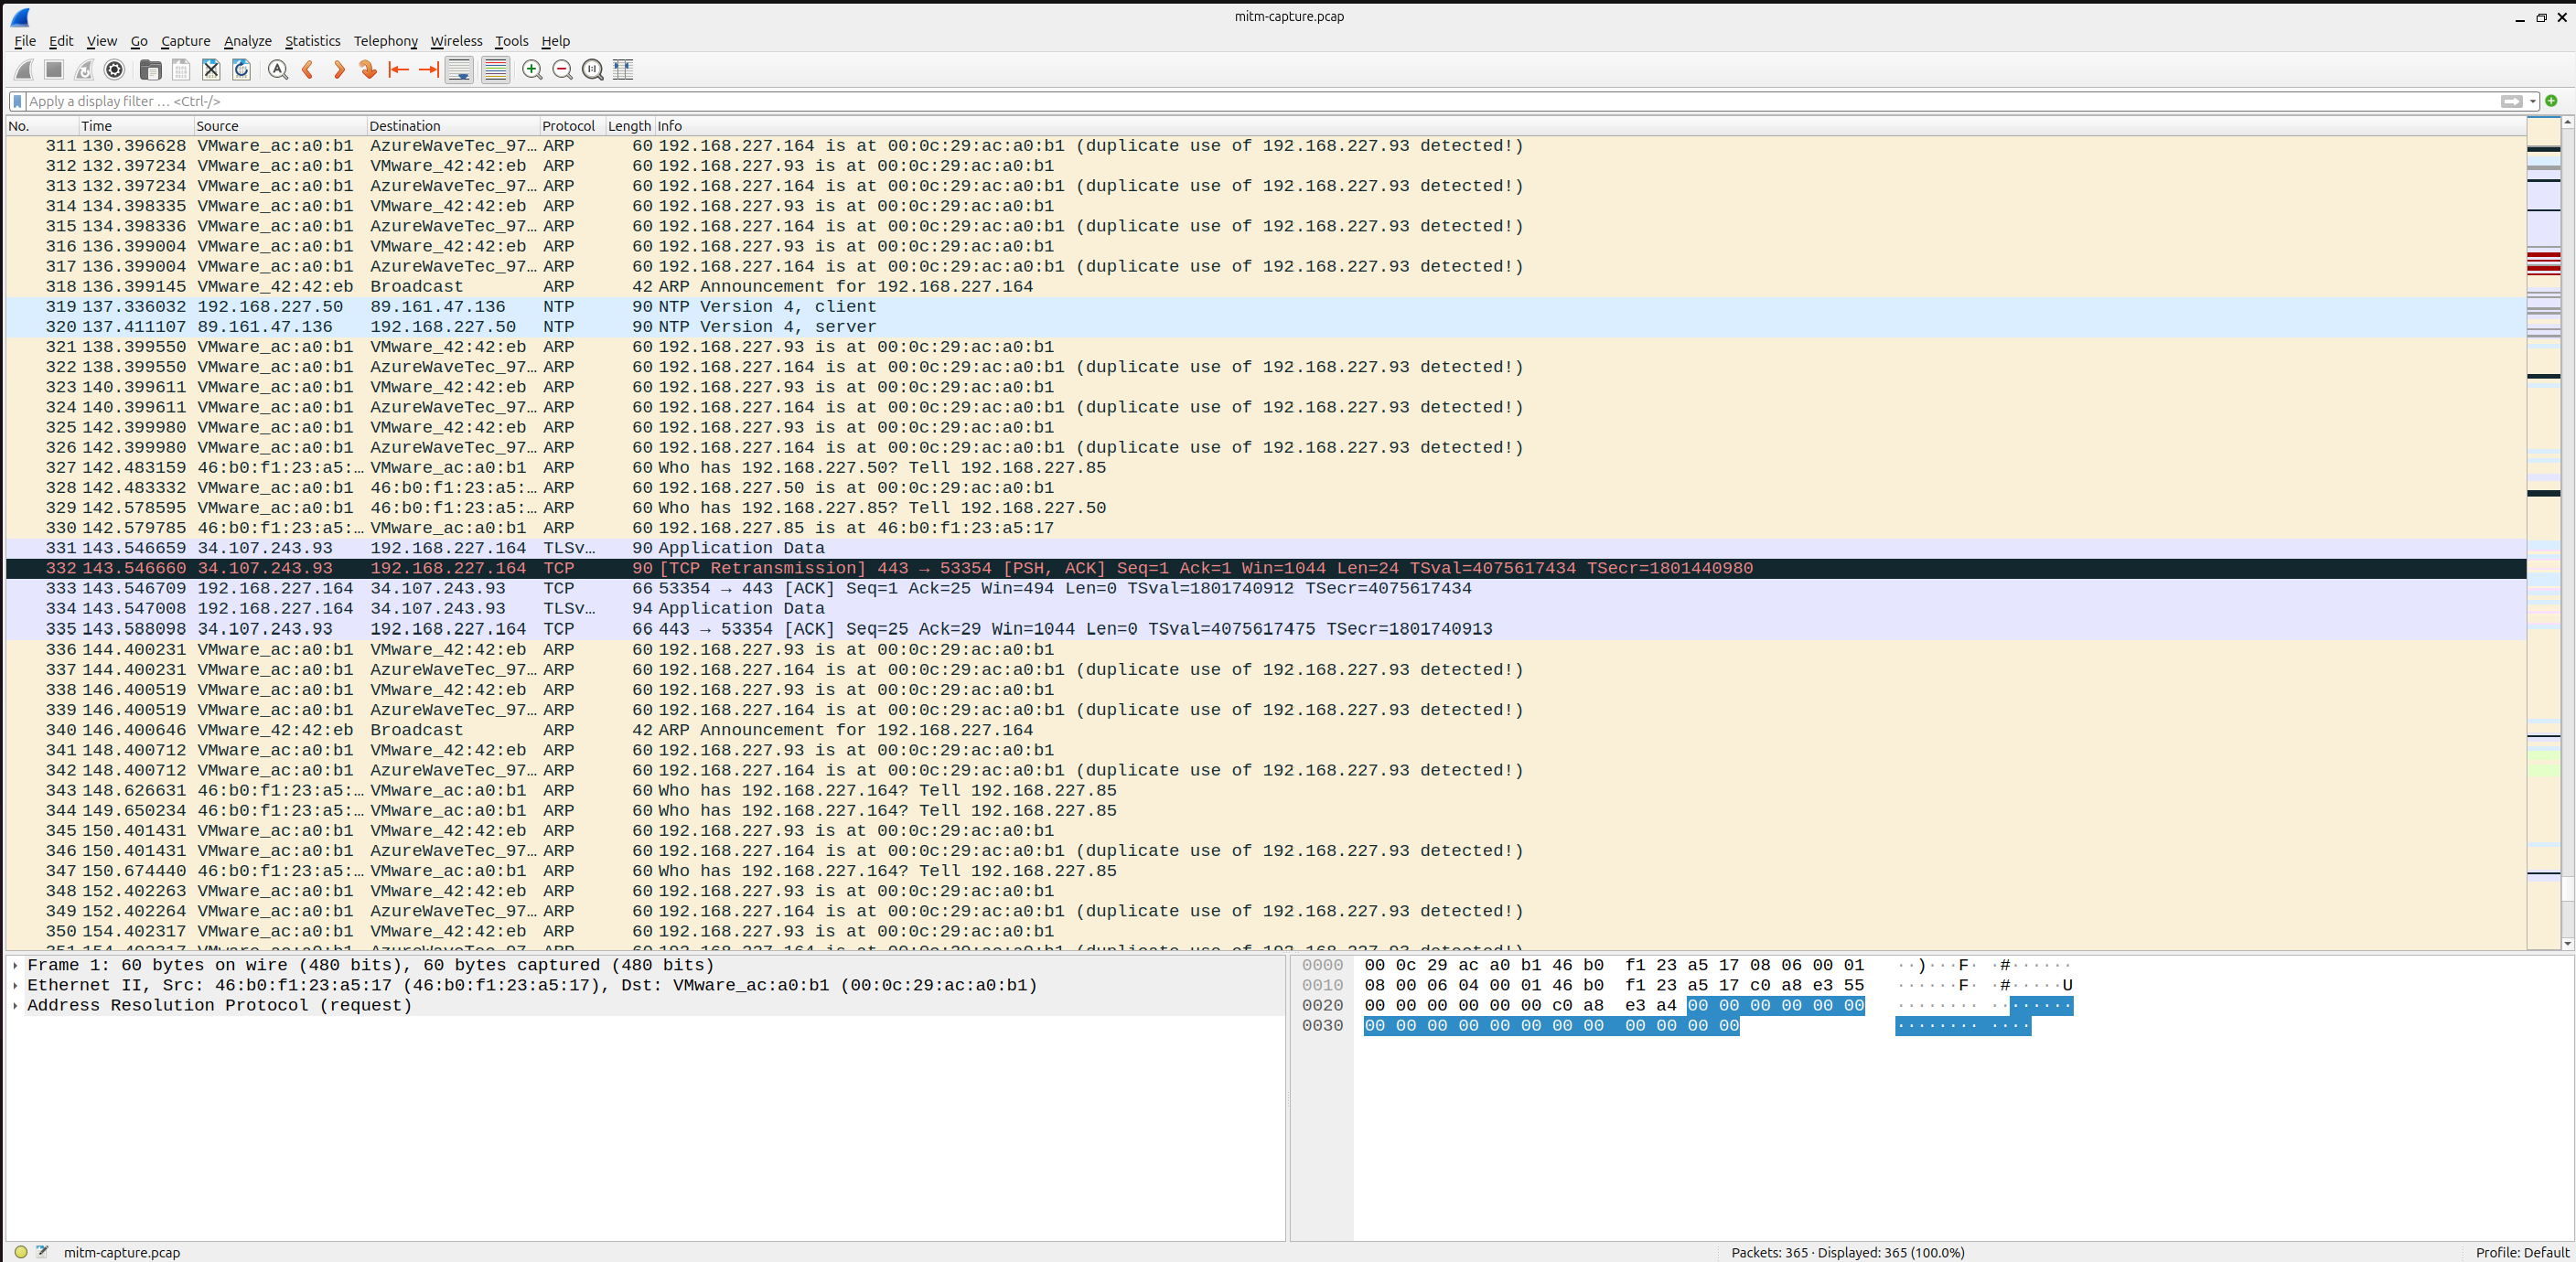 mitm-capture.pcap
File Edit View Go Capture Analyze Statistics Telephony Wireless Tools Help
Apply a display filter … <Ctrl-/>
No. Time Source Destination Protocol Length Info
311 130.396628 VMware_ac:a0:b1 AzureWaveTec_97… ARP 60 192.168.227.164 is at 00:0c:29:ac:a0:b1 (duplicate use of 192.168.227.93 detected!)
312 132.397234 VMware_ac:a0:b1 VMware_42:42:eb ARP 60 192.168.227.93 is at 00:0c:29:ac:a0:b1
313 132.397234 VMware_ac:a0:b1 AzureWaveTec_97… ARP 60 192.168.227.164 is at 00:0c:29:ac:a0:b1 (duplicate use of 192.168.227.93 detected!)
314 134.398335 VMware_ac:a0:b1 VMware_42:42:eb ARP 60 192.168.227.93 is at 00:0c:29:ac:a0:b1
315 134.398336 VMware_ac:a0:b1 AzureWaveTec_97… ARP 60 192.168.227.164 is at 00:0c:29:ac:a0:b1 (duplicate use of 192.168.227.93 detected!)
316 136.399004 VMware_ac:a0:b1 VMware_42:42:eb ARP 60 192.168.227.93 is at 00:0c:29:ac:a0:b1
317 136.399004 VMware_ac:a0:b1 AzureWaveTec_97… ARP 60 192.168.227.164 is at 00:0c:29:ac:a0:b1 (duplicate use of 192.168.227.93 detected!)
318 136.399145 VMware_42:42:eb Broadcast ARP 42 ARP Announcement for 192.168.227.164
319 137.336032 192.168.227.50 89.161.47.136 NTP 90 NTP Version 4, client
320 137.411107 89.161.47.136 192.168.227.50 NTP 90 NTP Version 4, server
321 138.399550 VMware_ac:a0:b1 VMware_42:42:eb ARP 60 192.168.227.93 is at 00:0c:29:ac:a0:b1
322 138.399550 VMware_ac:a0:b1 AzureWaveTec_97… ARP 60 192.168.227.164 is at 00:0c:29:ac:a0:b1 (duplicate use of 192.168.227.93 detected!)
323 140.399611 VMware_ac:a0:b1 VMware_42:42:eb ARP 60 192.168.227.93 is at 00:0c:29:ac:a0:b1
324 140.399611 VMware_ac:a0:b1 AzureWaveTec_97… ARP 60 192.168.227.164 is at 00:0c:29:ac:a0:b1 (duplicate use of 192.168.227.93 detected!)
325 142.399980 VMware_ac:a0:b1 VMware_42:42:eb ARP 60 192.168.227.93 is at 00:0c:29:ac:a0:b1
326 142.399980 VMware_ac:a0:b1 AzureWaveTec_97… ARP 60 192.168.227.164 is at 00:0c:29:ac:a0:b1 (duplicate use of 192.168.227.93 detected!)
327 142.483159 46:b0:f1:23:a5:… VMware_ac:a0:b1 ARP 60 Who has 192.168.227.50? Tell 192.168.227.85
328 142.483332 VMware_ac:a0:b1 46:b0:f1:23:a5:… ARP 60 192.168.227.50 is at 00:0c:29:ac:a0:b1
329 142.578595 VMware_ac:a0:b1 46:b0:f1:23:a5:… ARP 60 Who has 192.168.227.85? Tell 192.168.227.50
330 142.579785 46:b0:f1:23:a5:… VMware_ac:a0:b1 ARP 60 192.168.227.85 is at 46:b0:f1:23:a5:17
331 143.546659 34.107.243.93 192.168.227.164 TLSv… 90 Application Data
332 143.546660 34.107.243.93 192.168.227.164 TCP 90 [TCP Retransmission] 443 → 53354 [PSH, ACK] Seq=1 Ack=1 Win=1044 Len=24 TSval=4075617434 TSecr=1801440980
333 143.546709 192.168.227.164 34.107.243.93 TCP 66 53354 → 443 [ACK] Seq=1 Ack=25 Win=494 Len=0 TSval=1801740912 TSecr=4075617434
334 143.547008 192.168.227.164 34.107.243.93 TLSv… 94 Application Data
335 143.588098 34.107.243.93 192.168.227.164 TCP 66 443 → 53354 [ACK] Seq=25 Ack=29 Win=1044 Len=0 TSval=4075617475 TSecr=1801740913
336 144.400231 VMware_ac:a0:b1 VMware_42:42:eb ARP 60 192.168.227.93 is at 00:0c:29:ac:a0:b1
337 144.400231 VMware_ac:a0:b1 AzureWaveTec_97… ARP 60 192.168.227.164 is at 00:0c:29:ac:a0:b1 (duplicate use of 192.168.227.93 detected!)
338 146.400519 VMware_ac:a0:b1 VMware_42:42:eb ARP 60 192.168.227.93 is at 00:0c:29:ac:a0:b1
339 146.400519 VMware_ac:a0:b1 AzureWaveTec_97… ARP 60 192.168.227.164 is at 00:0c:29:ac:a0:b1 (duplicate use of 192.168.227.93 detected!)
340 146.400646 VMware_42:42:eb Broadcast ARP 42 ARP Announcement for 192.168.227.164
341 148.400712 VMware_ac:a0:b1 VMware_42:42:eb ARP 60 192.168.227.93 is at 00:0c:29:ac:a0:b1
342 148.400712 VMware_ac:a0:b1 AzureWaveTec_97… ARP 60 192.168.227.164 is at 00:0c:29:ac:a0:b1 (duplicate use of 192.168.227.93 detected!)
343 148.626631 46:b0:f1:23:a5:… VMware_ac:a0:b1 ARP 60 Who has 192.168.227.164? Tell 192.168.227.85
344 149.650234 46:b0:f1:23:a5:… VMware_ac:a0:b1 ARP 60 Who has 192.168.227.164? Tell 192.168.227.85
345 150.401431 VMware_ac:a0:b1 VMware_42:42:eb ARP 60 192.168.227.93 is at 00:0c:29:ac:a0:b1
346 150.401431 VMware_ac:a0:b1 AzureWaveTec_97… ARP 60 192.168.227.164 is at 00:0c:29:ac:a0:b1 (duplicate use of 192.168.227.93 detected!)
347 150.674440 46:b0:f1:23:a5:… VMware_ac:a0:b1 ARP 60 Who has 192.168.227.164? Tell 192.168.227.85
348 152.402263 VMware_ac:a0:b1 VMware_42:42:eb ARP 60 192.168.227.93 is at 00:0c:29:ac:a0:b1
349 152.402264 VMware_ac:a0:b1 AzureWaveTec_97… ARP 60 192.168.227.164 is at 00:0c:29:ac:a0:b1 (duplicate use of 192.168.227.93 detected!)
350 154.402317 VMware_ac:a0:b1 VMware_42:42:eb ARP 60 192.168.227.93 is at 00:0c:29:ac:a0:b1
351 154.402317 VMware_ac:a0:b1 AzureWaveTec_97… ARP 60 192.168.227.164 is at 00:0c:29:ac:a0:b1 (duplicate use of 192.168.227.93 detected!)
Frame 1: 60 bytes on wire (480 bits), 60 bytes captured (480 bits)
Ethernet II, Src: 46:b0:f1:23:a5:17 (46:b0:f1:23:a5:17), Dst: VMware_ac:a0:b1 (00:0c:29:ac:a0:b1)
Address Resolution Protocol (request)
0000 00 0c 29 ac a0 b1 46 b0 f1 23 a5 17 08 06 00 01 ··)···F· ·#······
0010 08 00 06 04 00 01 46 b0 f1 23 a5 17 c0 a8 e3 55 ······F· ·#·····U
0020 00 00 00 00 00 00 c0 a8 e3 a4 00 00 00 00 00 00 ········ ········
0030 00 00 00 00 00 00 00 00 00 00 00 00 ········ ····
mitm-capture.pcap
Packets: 365 · Displayed: 365 (100.0%)
Profile: Default